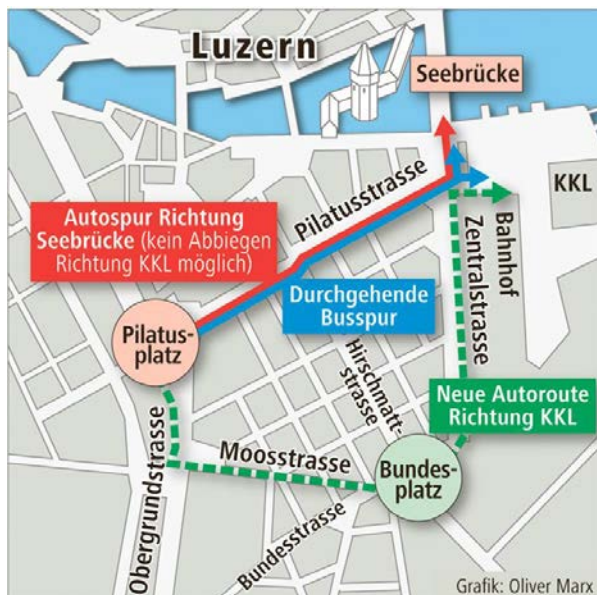 Luzern
Seebrücke
KKL
Pilatusstrasse
Autospur Richtung
Seebrücke (kein Abbiegen
Richtung KKL möglich)
Bahnhof
Zentralstrasse
Durchgehende
Busspur
Pilatus-
platz
Hirschmatt-
strasse
Neue Autoroute
Richtung KKL
Obergrundstrasse
Moosstrasse
Bundes-
platz
Bundesstrasse
Grafik: Oliver Marx